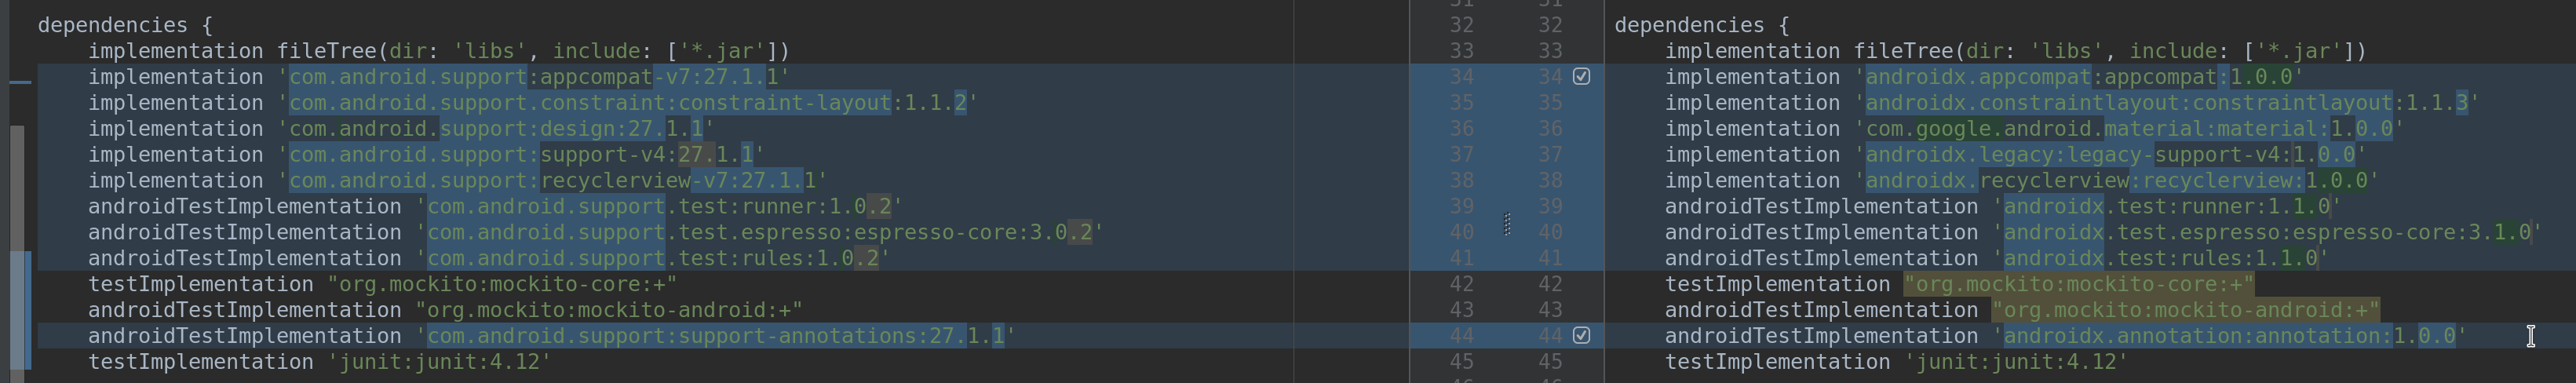 dependencies {
    implementation fileTree(dir: 'libs', include: ['*.jar'])
    implementation 'com.android.support:appcompat-v7:27.1.1'
    implementation 'com.android.support.constraint:constraint-layout:1.1.2'
    implementation 'com.android.support:design:27.1.1'
    implementation 'com.android.support:support-v4:27.1.1'
    implementation 'com.android.support:recyclerview-v7:27.1.1'
    androidTestImplementation 'com.android.support.test:runner:1.0.2'
    androidTestImplementation 'com.android.support.test.espresso:espresso-core:3.0.2'
    androidTestImplementation 'com.android.support.test:rules:1.0.2'
    testImplementation "org.mockito:mockito-core:+"
    androidTestImplementation "org.mockito:mockito-android:+"
    androidTestImplementation 'com.android.support:support-annotations:27.1.1'
    testImplementation 'junit:junit:4.12'
32 32
33 33
34 34
35 35
36 36
37 37
38 38
39 39
40 40
41 41
42 42
43 43
44 44
45 45
dependencies {
    implementation fileTree(dir: 'libs', include: ['*.jar'])
    implementation 'androidx.appcompat:appcompat:1.0.0'
    implementation 'androidx.constraintlayout:constraintlayout:1.1.3'
    implementation 'com.google.android.material:material:1.0.0'
    implementation 'androidx.legacy:legacy-support-v4:1.0.0'
    implementation 'androidx.recyclerview:recyclerview:1.0.0'
    androidTestImplementation 'androidx.test:runner:1.1.0'
    androidTestImplementation 'androidx.test.espresso:espresso-core:3.1.0'
    androidTestImplementation 'androidx.test:rules:1.1.0'
    testImplementation "org.mockito:mockito-core:+"
    androidTestImplementation "org.mockito:mockito-android:+"
    androidTestImplementation 'androidx.annotation:annotation:1.0.0'
    testImplementation 'junit:junit:4.12'